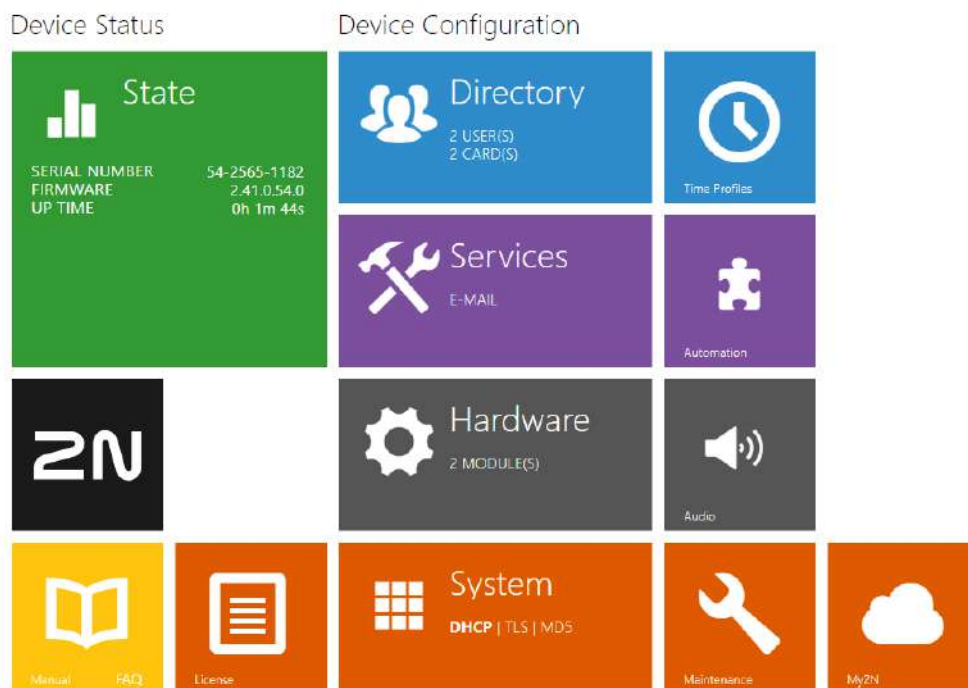 Device Status
Device Configuration
State
SERIAL NUMBER 54-2565-1182
FIRMWARE 2.41.0.54.0
UP TIME 0h 1m 44s
Directory
2 USER(S)
2 CARD(S)
Time Profiles
Services
E-MAIL
Automation
2N
Hardware
2 MODULE(S)
Audio
Manual FAQ
License
System
DHCP | TLS | MD5
Maintenance
My2N